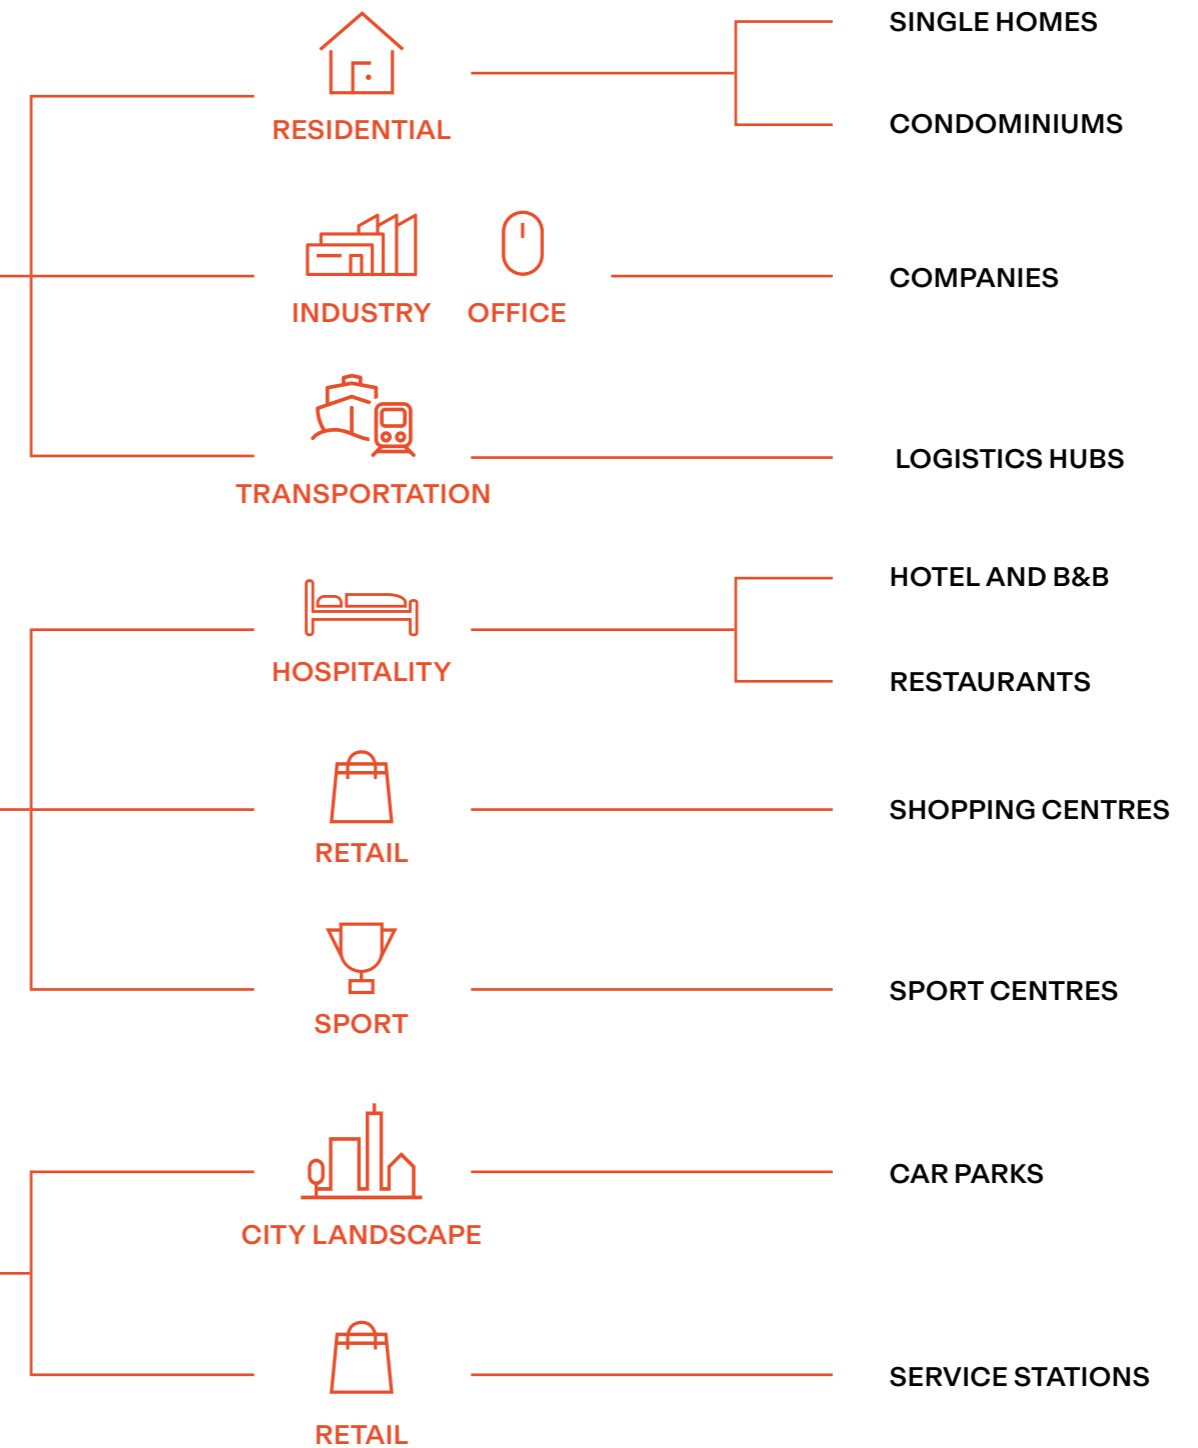 SINGLE HOMES
RESIDENTIAL
CONDOMINIUMS
COMPANIES
INDUSTRY OFFICE
LOGISTICS HUBS
TRANSPORTATION
HOTEL AND B&B
HOSPITALITY
RESTAURANTS
SHOPPING CENTRES
RETAIL
SPORT CENTRES
SPORT
CAR PARKS
CITY LANDSCAPE
SERVICE STATIONS
RETAIL